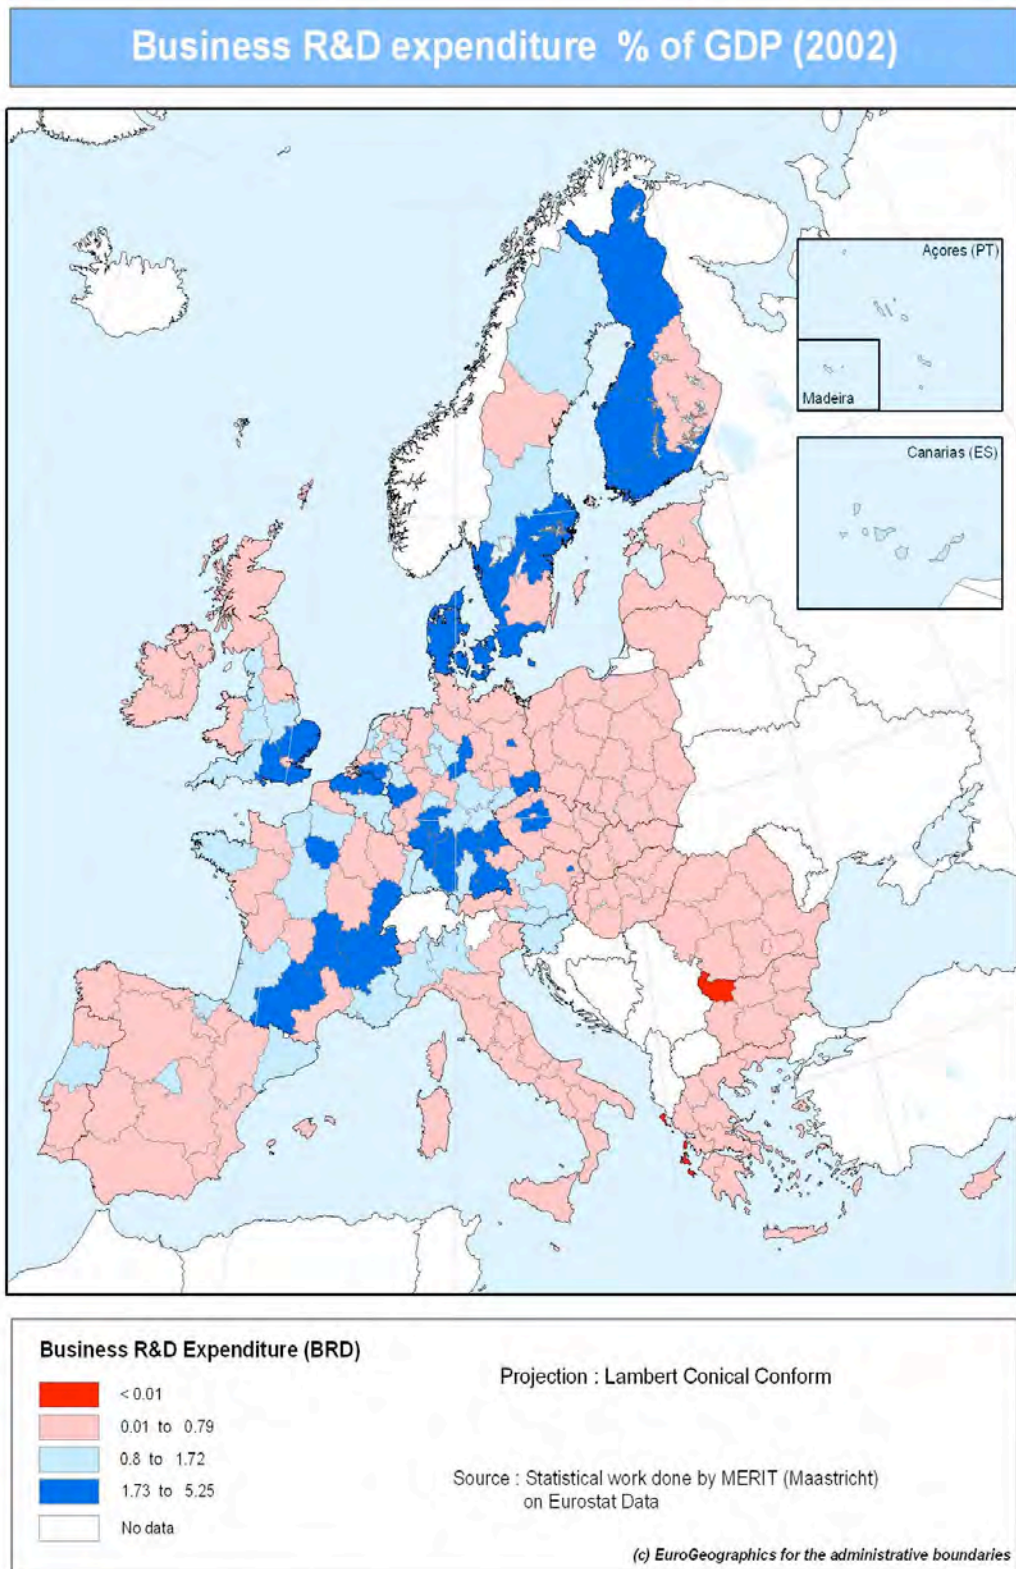 Business R&D expenditure % of GDP (2002)
Açores (PT)
Madeira
Canarias (ES)
Business R&D Expenditure (BRD)
< 0.01
0.01 to 0.79
0.8 to 1.72
1.73 to 5.25
No data
Projection : Lambert Conical Conform
Source : Statistical work done by MERIT (Maastricht)
on Eurostat Data
(c) EuroGeographics for the administrative boundaries